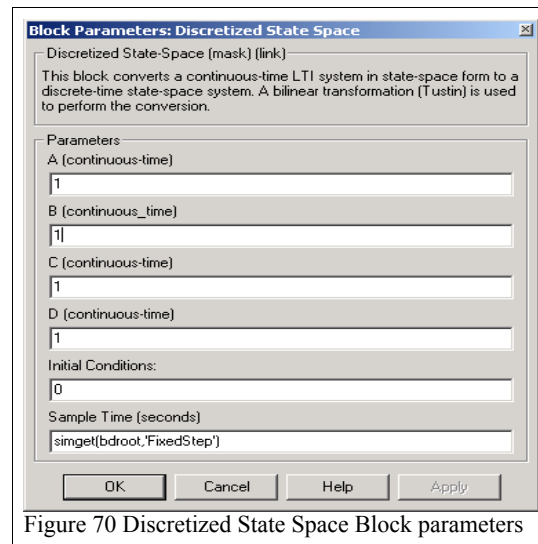 Block Parameters: Discretized State Space
Discretized State-Space (mask) (link)
This block converts a continuous-time LTI system in state-space form to a
discrete-time state-space system. A bilinear transformation (Tustin) is used
to perform the conversion.
Parameters
A (continuous-time)
1
B (continuous_time)
1
C (continuous-time)
1
D (continuous-time)
1
Initial Conditions:
0
Sample Time (seconds)
simget(bdroot,'FixedStep')
OK Cancel Help Apply
Figure 70 Discretized State Space Block parameters